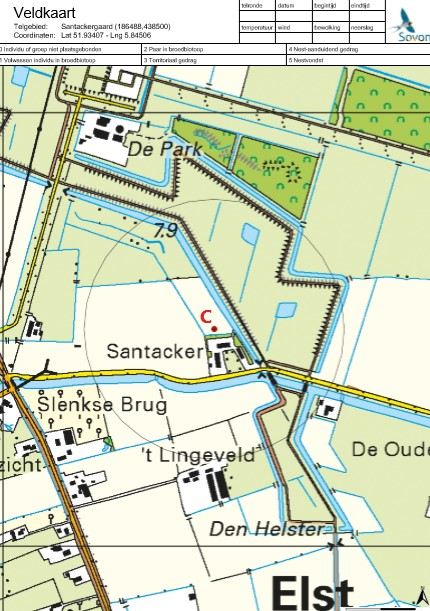 Veldkaart
Telgebied: Santackergaard (186488,438500)
Coordinaten: Lat 51.93407 - Lng 5.84506
telronde datum begintijd eindtijd
temperatuur wind bewolking neerslag
Sovon
0 Individu of groep niet plaatsgebonden 2 Paar in broedbiotoop 4 Nest-aanduidend gedrag
1 Volwassen individu in broedbiotoop 3 Territoriaal gedrag 5 Nestvondst
De Park
7.9
C
Santacker
Slenkse Brug
zicht
't Lingeveld
De Oude
Den Helster
Elst